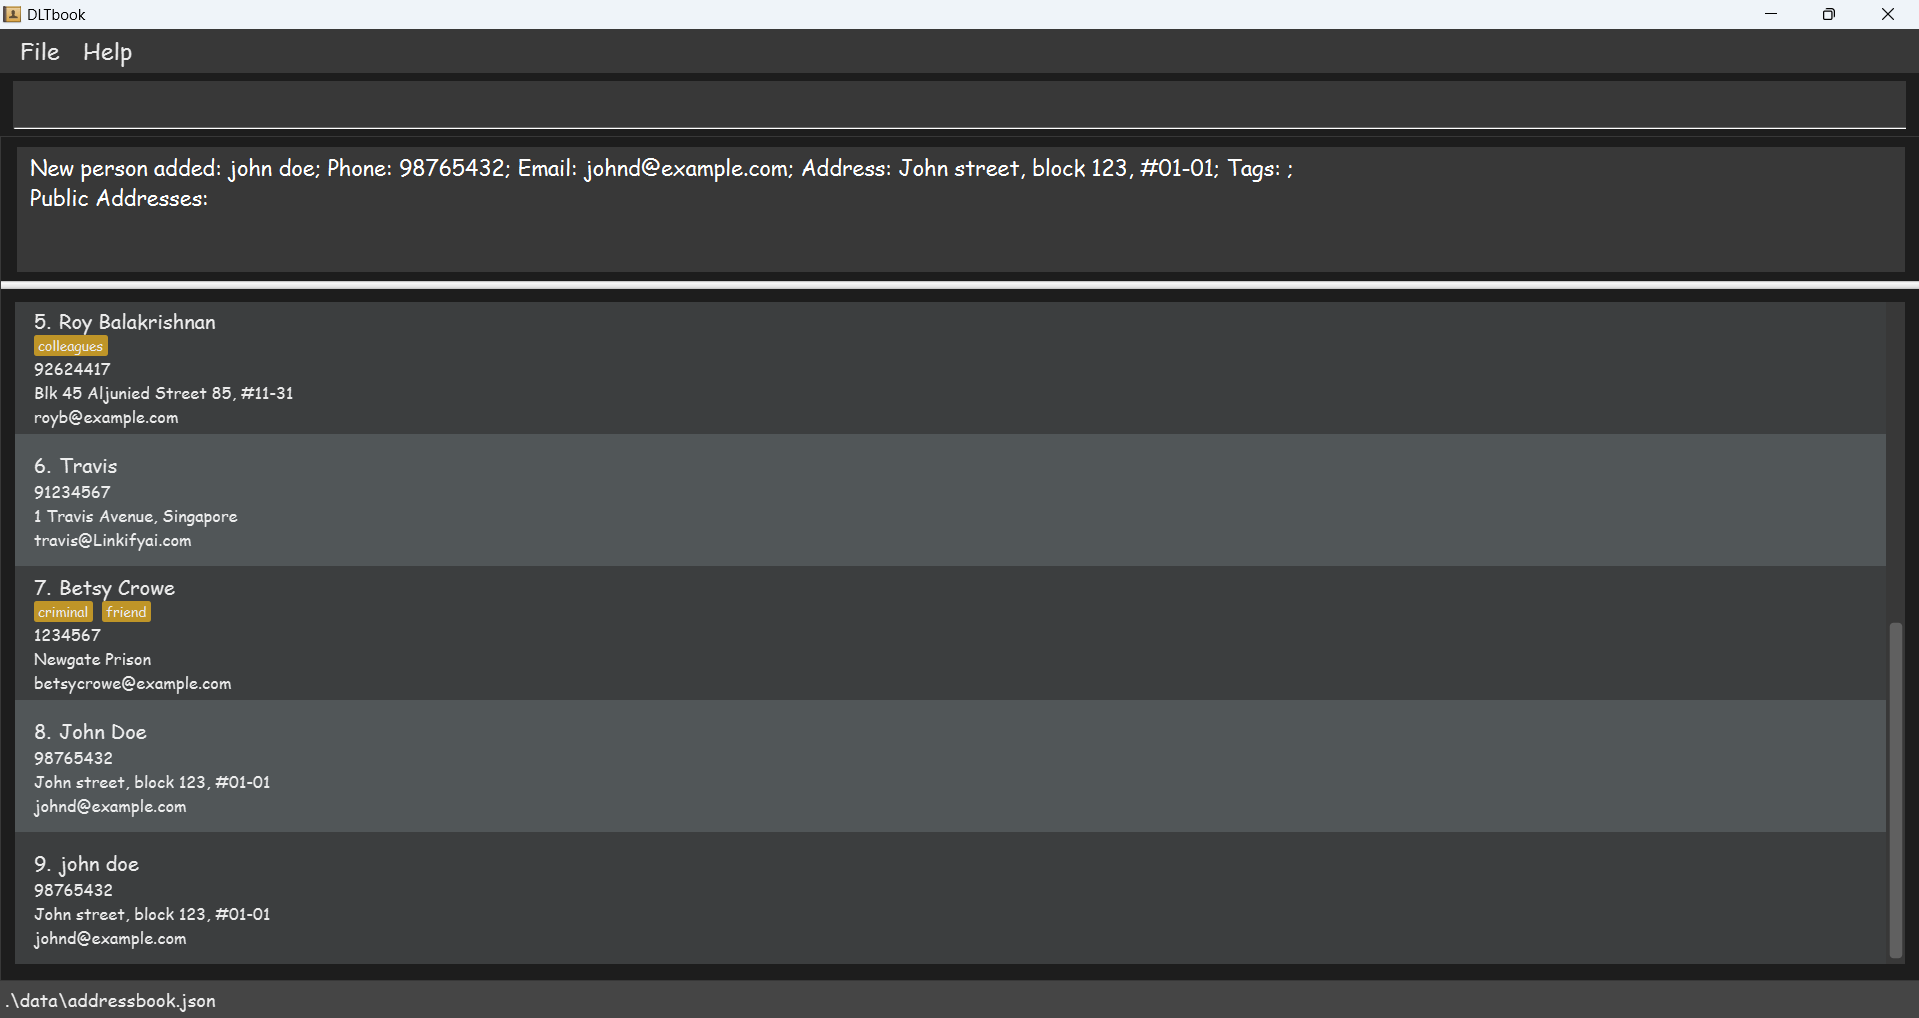 DLTbook
File Help
New person added: john doe; Phone: 98765432; Email: johnd@example.com; Address: John street, block 123, #01-01; Tags: ;
Public Addresses:
5. Roy Balakrishnan
colleagues
92624417
Blk 45 Aljunied Street 85, #11-31
royb@example.com
6. Travis
91234567
1 Travis Avenue, Singapore
travis@Linkifyai.com
7. Betsy Crowe
criminal friend
1234567
Newgate Prison
betsycrowe@example.com
8. John Doe
98765432
John street, block 123, #01-01
johnd@example.com
9. john doe
98765432
John street, block 123, #01-01
johnd@example.com
.\data\addressbook.json